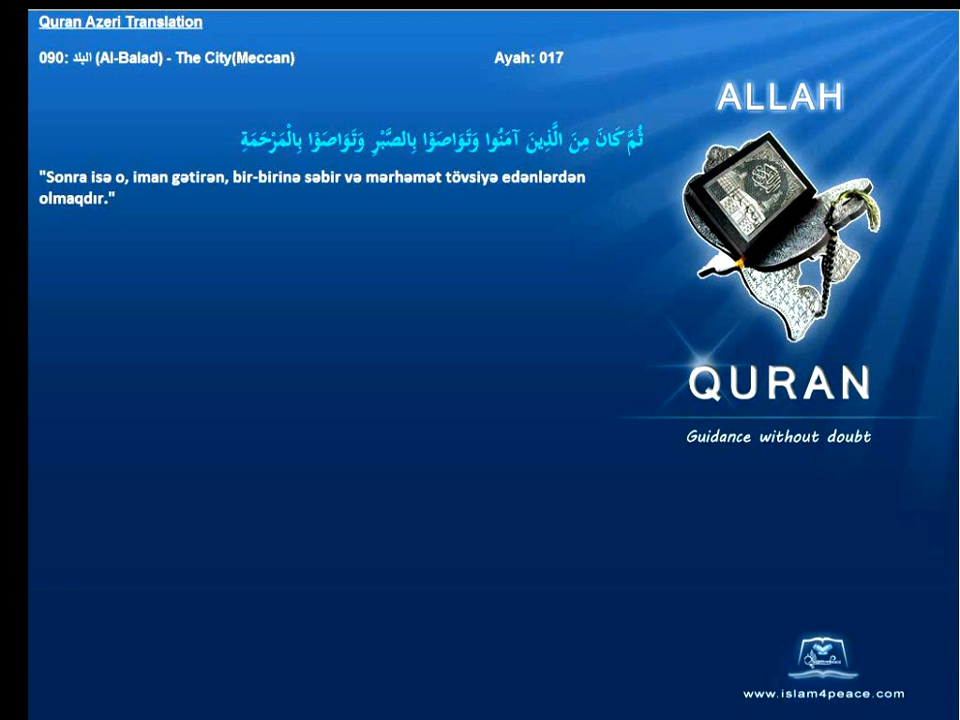 Quran Azeri Translation
090: البلد (Al-Balad) - The City(Meccan) Ayah: 017
ثُمَّ كَانَ مِنَ الَّذِينَ آمَنُوا وَتَوَاصَوْا بِالصَّبْرِ وَتَوَاصَوْا بِالْمَرْحَمَةِ
"Sonra isə o, iman gətirən, bir-birinə səbir və mərhəmət tövsiyə edənlərdən
olmaqdır."
ALLAH
QURAN
Guidance without doubt
www.islam4peace.com